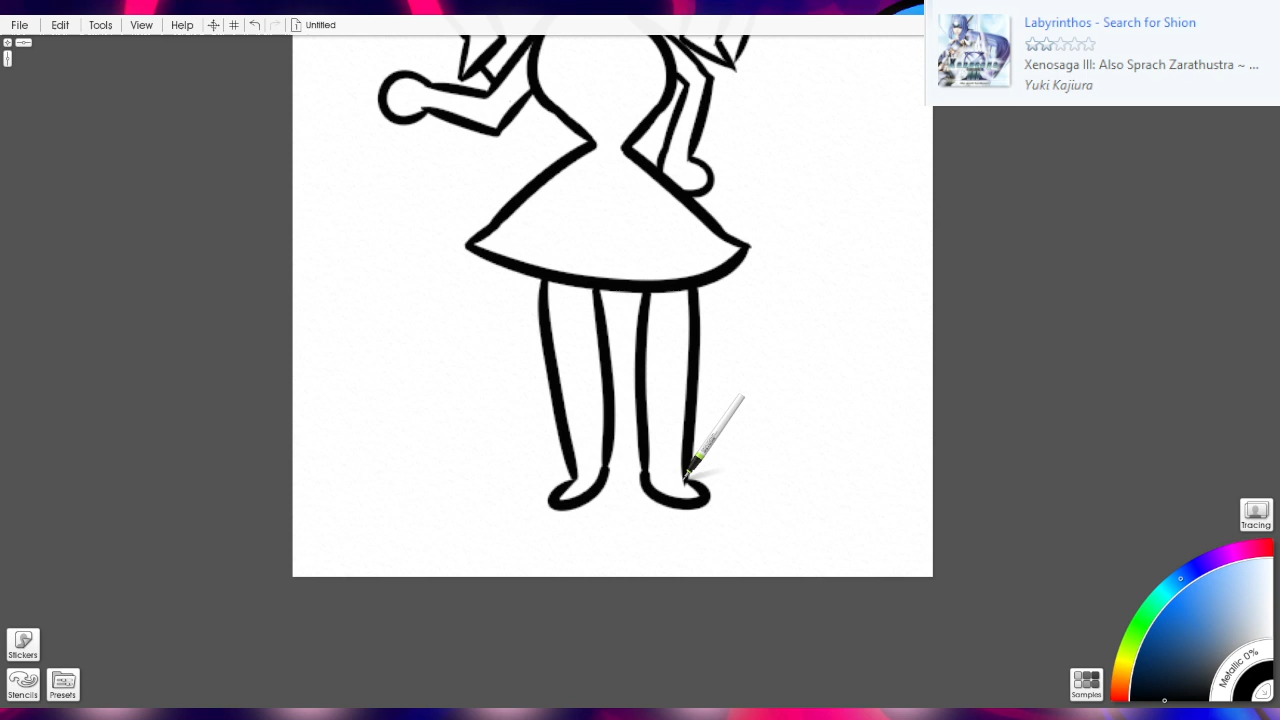 File Edit Tools View Help Untitled
Labyrinthos - Search for Shion
Xenosaga III: Also Sprach Zarathustra ~ ...
Yuki Kajiura
Tracing
Stickers
Stencils Presets
Samples
Metallic 0%